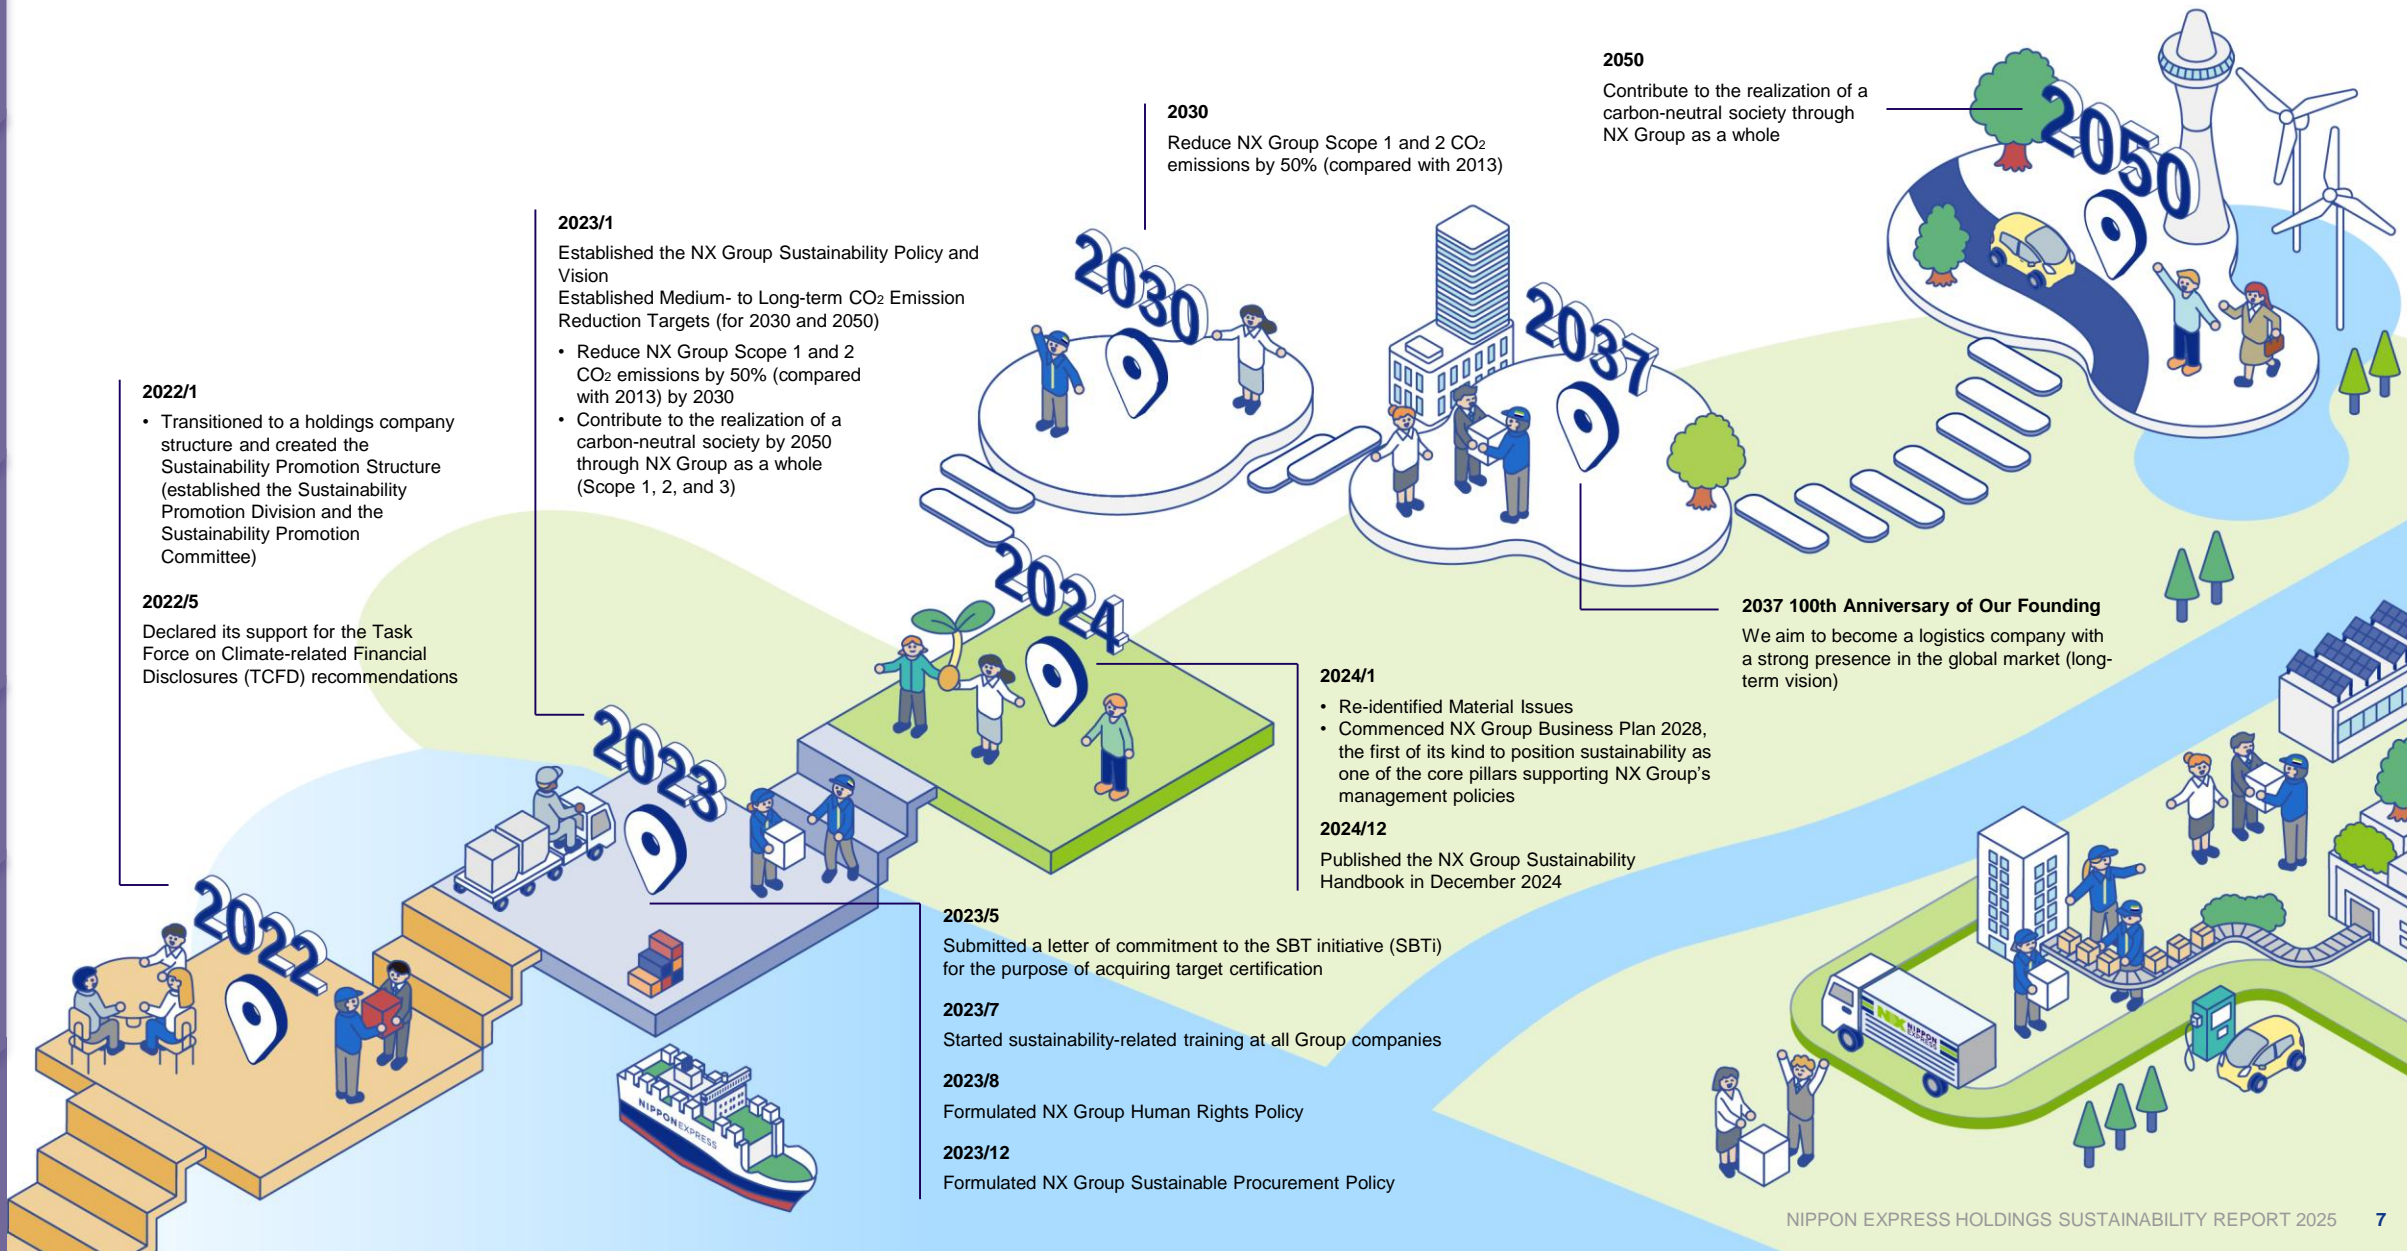 2022/1
• Transitioned to a holdings company
structure and created the
Sustainability Promotion Structure
(established the Sustainability
Promotion Division and the
Sustainability Promotion
Committee)
2022/5
Declared its support for the Task
Force on Climate-related Financial
Disclosures (TCFD) recommendations
2022
2023/1
Established the NX Group Sustainability Policy and
Vision
Established Medium- to Long-term CO2 Emission
Reduction Targets (for 2030 and 2050)
• Reduce NX Group Scope 1 and 2
CO2 emissions by 50% (compared
with 2013) by 2030
• Contribute to the realization of a
carbon-neutral society by 2050
through NX Group as a whole
(Scope 1, 2, and 3)
2023
2023/5
Submitted a letter of commitment to the SBT initiative (SBTi)
for the purpose of acquiring target certification
2023/7
Started sustainability-related training at all Group companies
2023/8
Formulated NX Group Human Rights Policy
2023/12
Formulated NX Group Sustainable Procurement Policy
NIPPON EXPRESS
2024
2024/1
• Re-identified Material Issues
• Commenced NX Group Business Plan 2028,
the first of its kind to position sustainability as
one of the core pillars supporting NX Group’s
management policies
2024/12
Published the NX Group Sustainability
Handbook in December 2024
2030
Reduce NX Group Scope 1 and 2 CO2
emissions by 50% (compared with 2013)
2030
2037
2037 100th Anniversary of Our Founding
We aim to become a logistics company with
a strong presence in the global market (long-
term vision)
2050
Contribute to the realization of a
carbon-neutral society through
NX Group as a whole
2050
NX NIPPON
EXPRESS
NIPPON EXPRESS HOLDINGS SUSTAINABILITY REPORT 2025 7